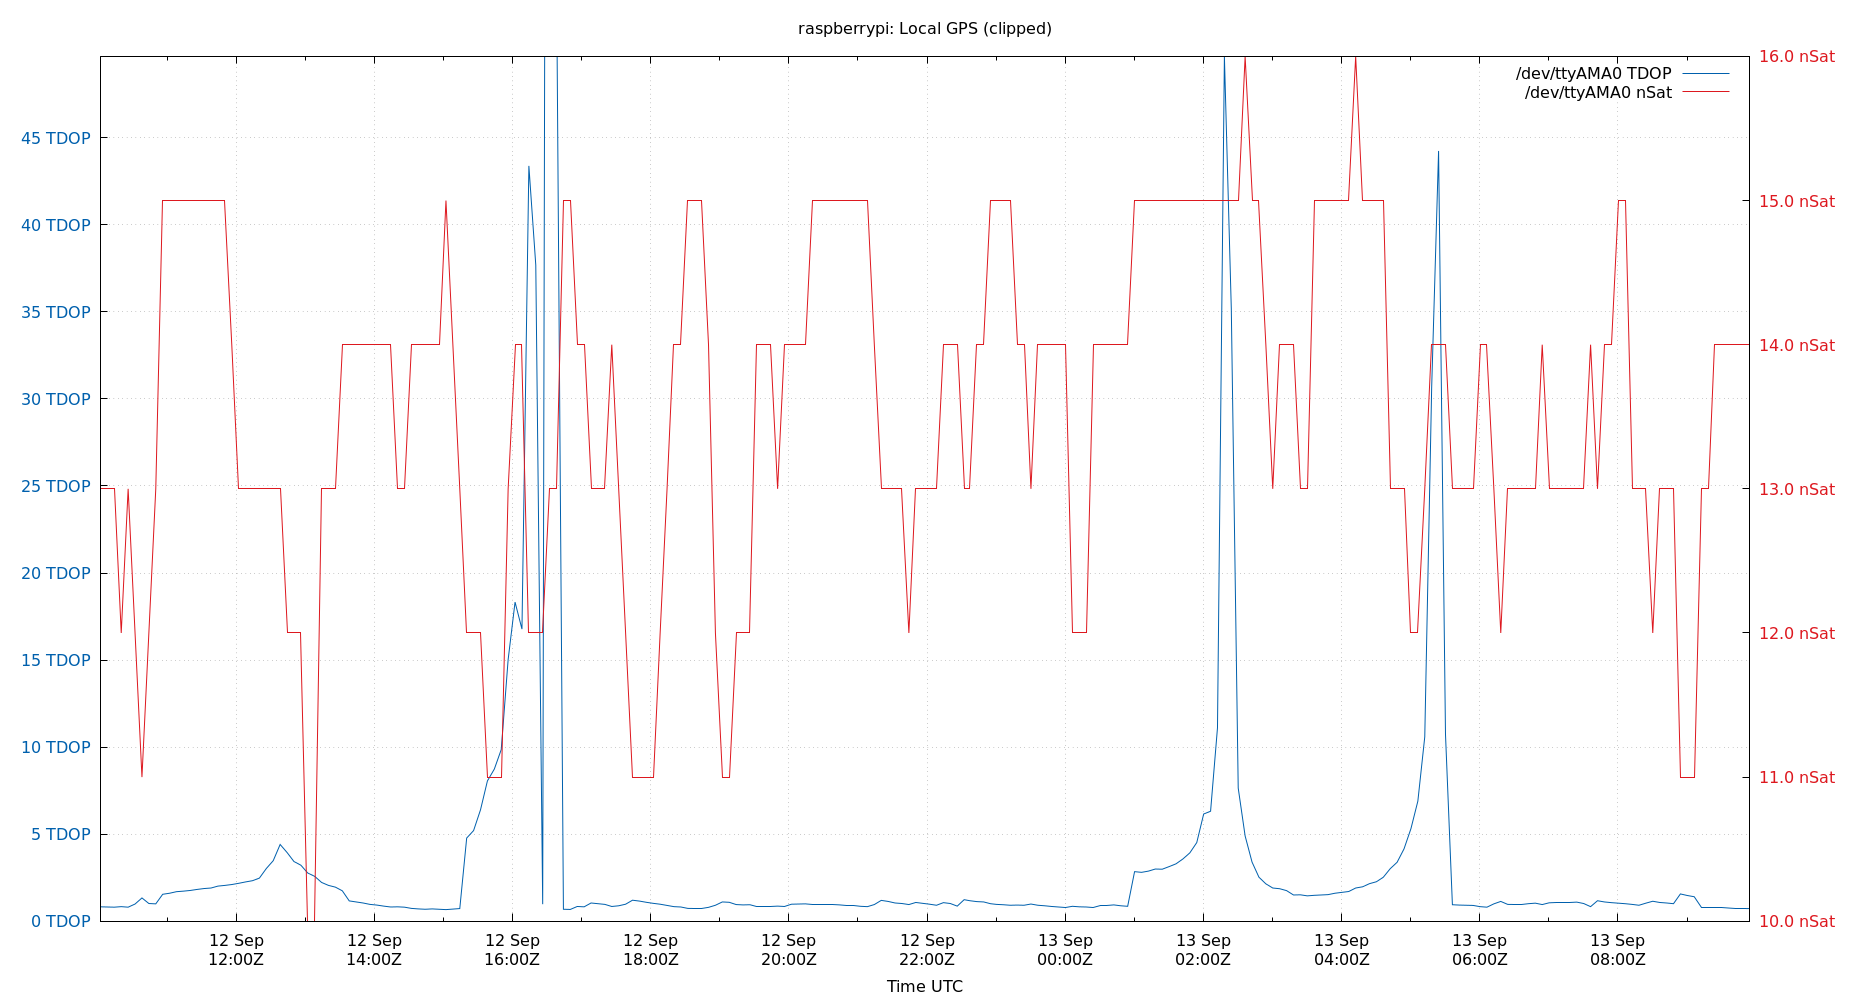 raspberrypi: Local GPS (clipped)
/dev/ttyAMA0 TDOP
/dev/ttyAMA0 nSat
45 TDOP
40 TDOP
35 TDOP
30 TDOP
25 TDOP
20 TDOP
15 TDOP
10 TDOP
5 TDOP
0 TDOP
16.0 nSat
15.0 nSat
14.0 nSat
13.0 nSat
12.0 nSat
11.0 nSat
10.0 nSat
12 Sep
12:00Z
12 Sep
14:00Z
12 Sep
16:00Z
12 Sep
18:00Z
12 Sep
20:00Z
12 Sep
22:00Z
13 Sep
00:00Z
13 Sep
02:00Z
13 Sep
04:00Z
13 Sep
06:00Z
13 Sep
08:00Z
Time UTC